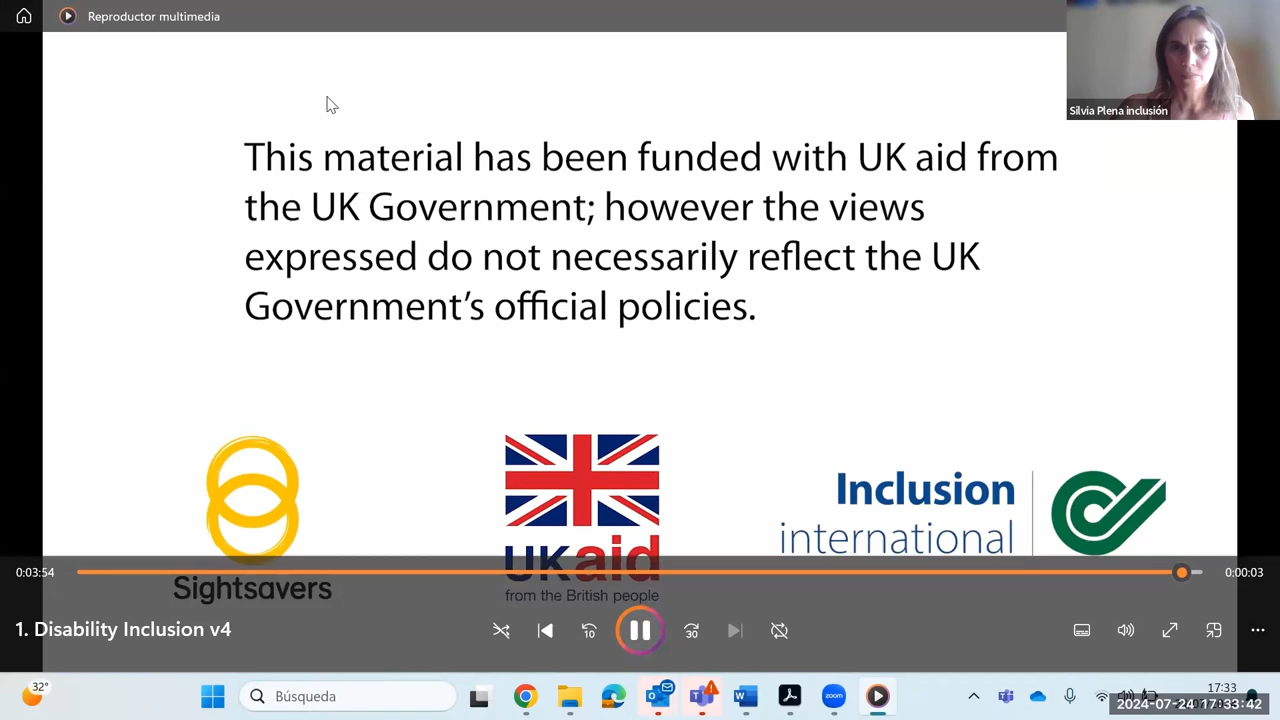 Reproductor multimedia
Silvia Plena inclusión
This material has been funded with UK aid from
the UK Government; however the views
expressed do not necessarily reflect the UK
Government's official policies.
Sightsavers
UKaid
from the British people
Inclusion
international
0:03:54
0:00:03
1. Disability Inclusion v4
10
30
32°
Búsqueda
zoom
17:33
2024-07-24 17:33:42